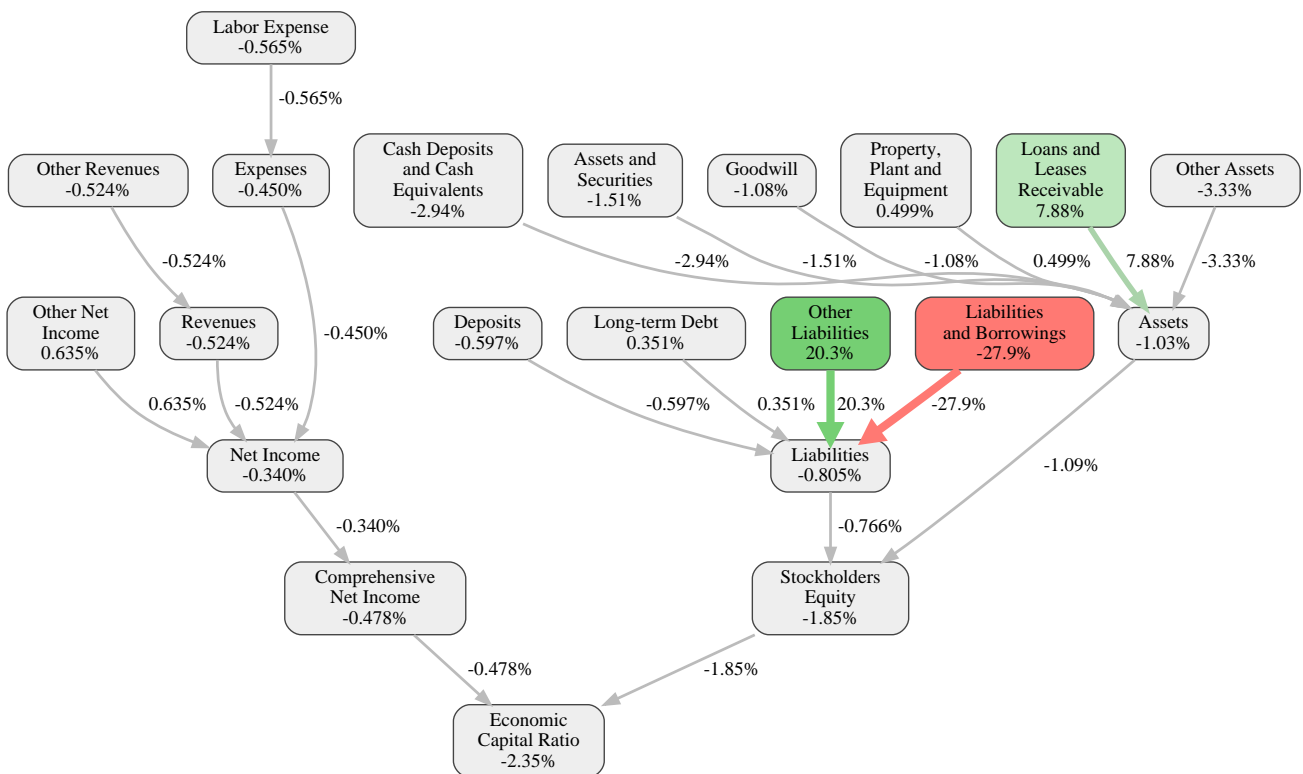 Labor Expense
-0.565%
-0.565%
Other Revenues
-0.524%
Expenses
-0.450%
Cash Deposits
and Cash
Equivalents
-2.94%
Assets and
Securities
-1.51%
Goodwill
-1.08%
Property,
Plant and
Equipment
0.499%
Loans and
Leases
Receivable
7.88%
Other Assets
-3.33%
-0.524%
-2.94%
-1.51%
-1.08%
0.499%
7.88%
-3.33%
Other Net
Income
0.635%
Revenues
-0.524%
-0.450%
Deposits
-0.597%
Long-term Debt
0.351%
Other
Liabilities
20.3%
Liabilities
and Borrowings
-27.9%
Assets
-1.03%
0.635%
-0.524%
-0.597%
0.351%
20.3%
-27.9%
Net Income
-0.340%
Liabilities
-0.805%
-1.09%
-0.340%
-0.766%
Comprehensive
Net Income
-0.478%
Stockholders
Equity
-1.85%
-0.478%
-1.85%
Economic
Capital Ratio
-2.35%